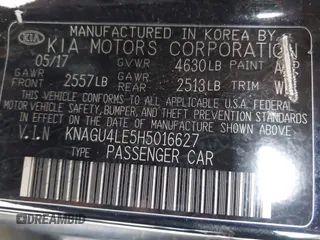 MANUFACTURED IN KOREA BY
KIA KIA MOTORS CORPORATION
05/17 GVWR 4630LB PAINT
GAWR FRONT 2557LB GAWR REAR 2513LB TRIM
THIS VEHICLE CONFORMS TO ALL APPLICABLE
FEDERAL MOTOR VEHICLE SAFETY, BUMPER, AND
THEFT PREVENTION STANDARDS IN EFFECT ON
THE DATE OF MANUFACTURE SHOWN ABOVE
V.I.N KNAGU4LE5H5016627
TYPE PASSENGER CAR
DREAMBID